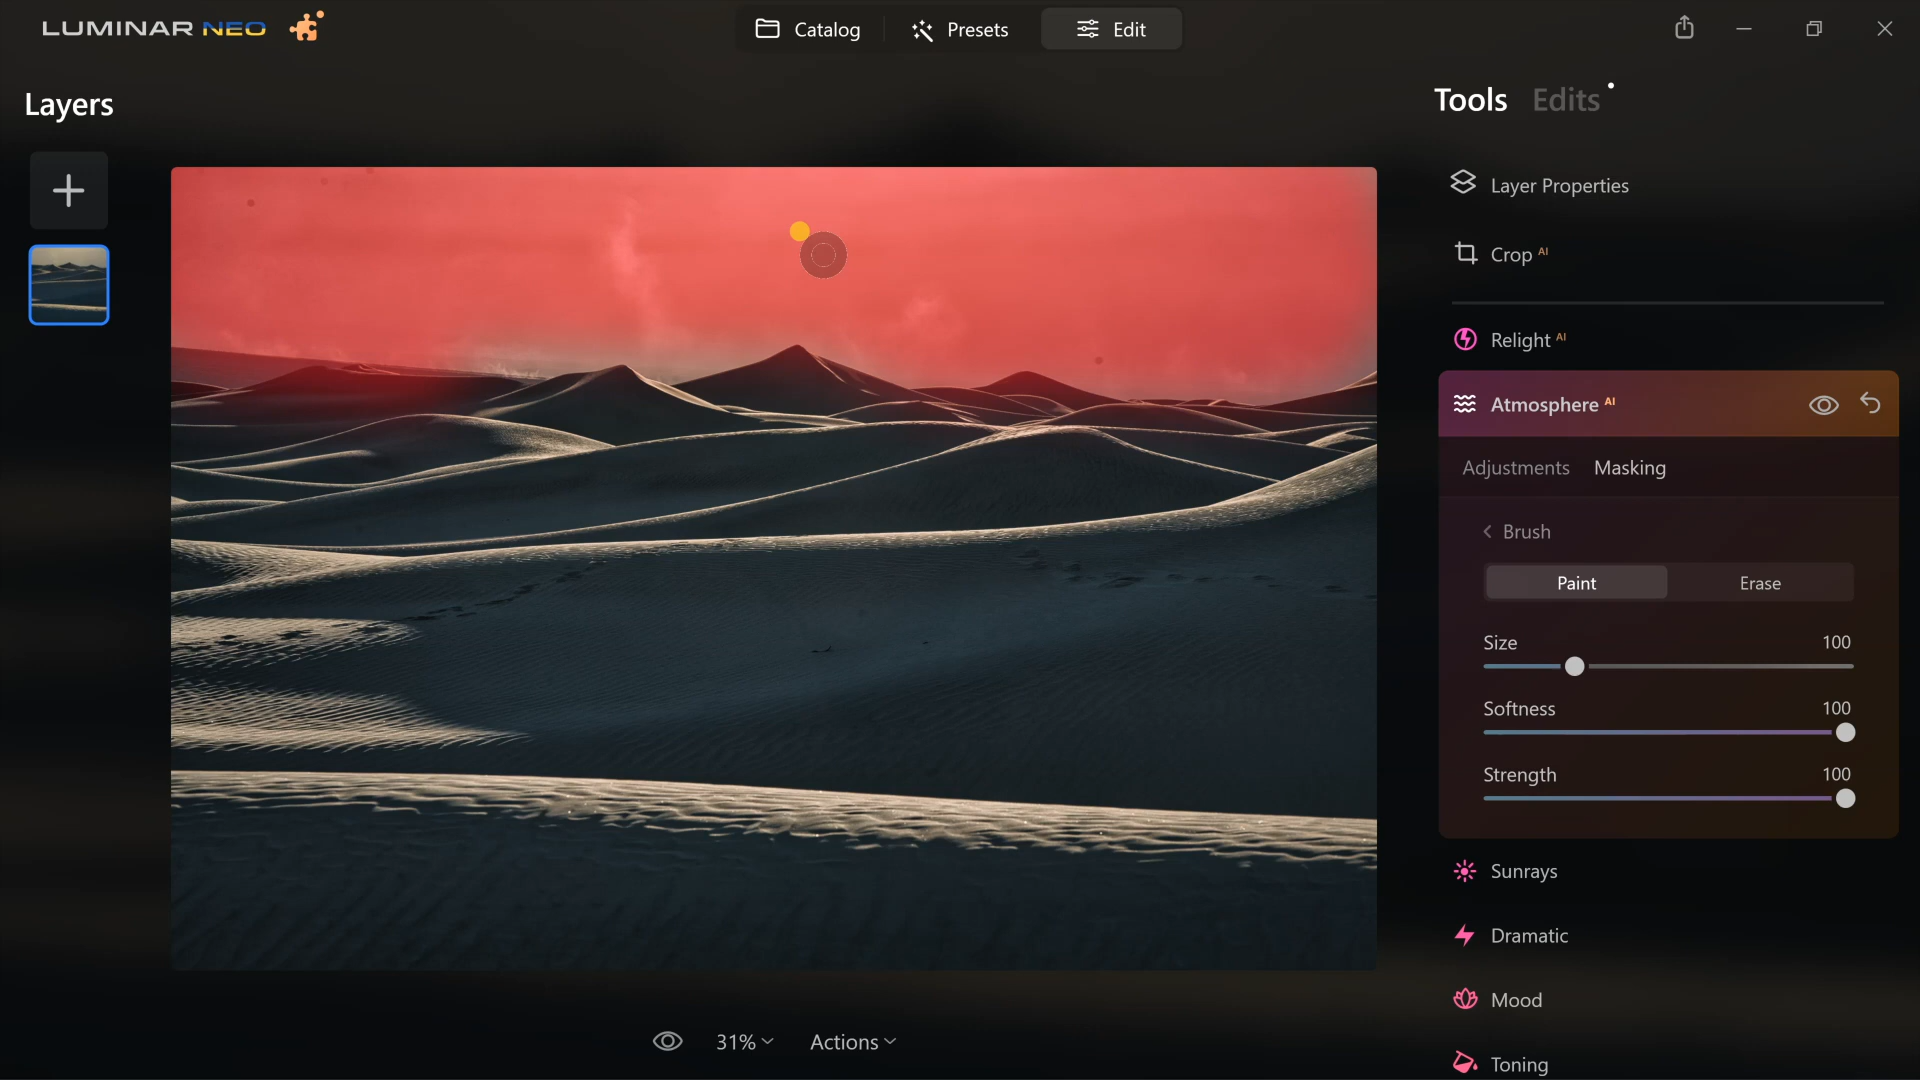 LUMINAR NEO
Catalog
Presets
Edit
Layers
Tools
Edits
Layer Properties
Crop AI
Relight AI
Atmosphere AI
Adjustments
Masking
Brush
Paint
Erase
Size
100
Softness
100
Strength
100
Sunrays
Dramatic
Mood
Toning
31%
Actions